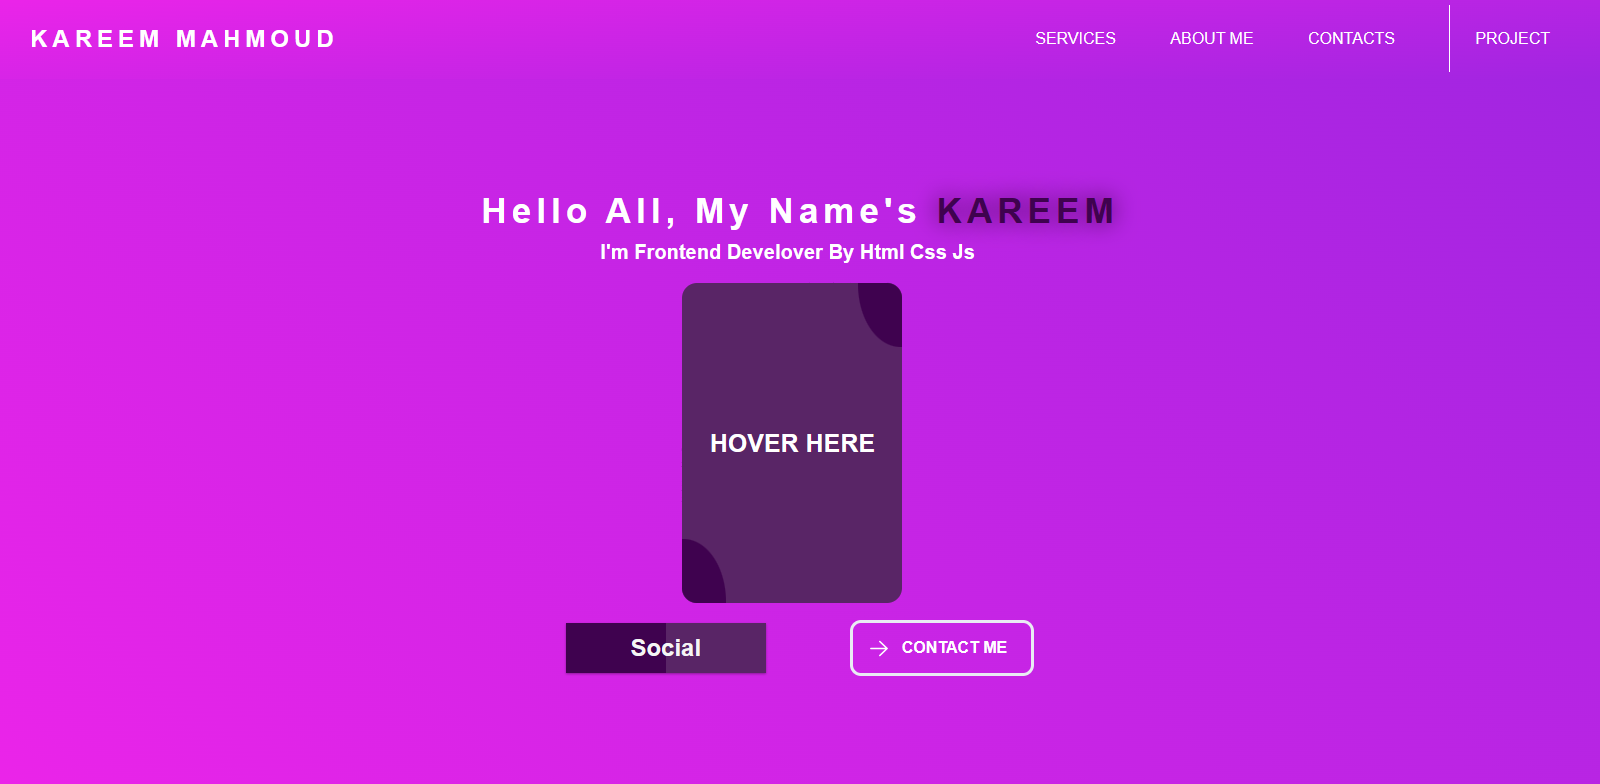 KAREEM MAHMOUD
SERVICES
ABOUT ME
CONTACTS
PROJECT
Hello All, My Name's KAREEM
I'm Frontend Develover By Html Css Js
HOVER HERE
Social
CONTACT ME